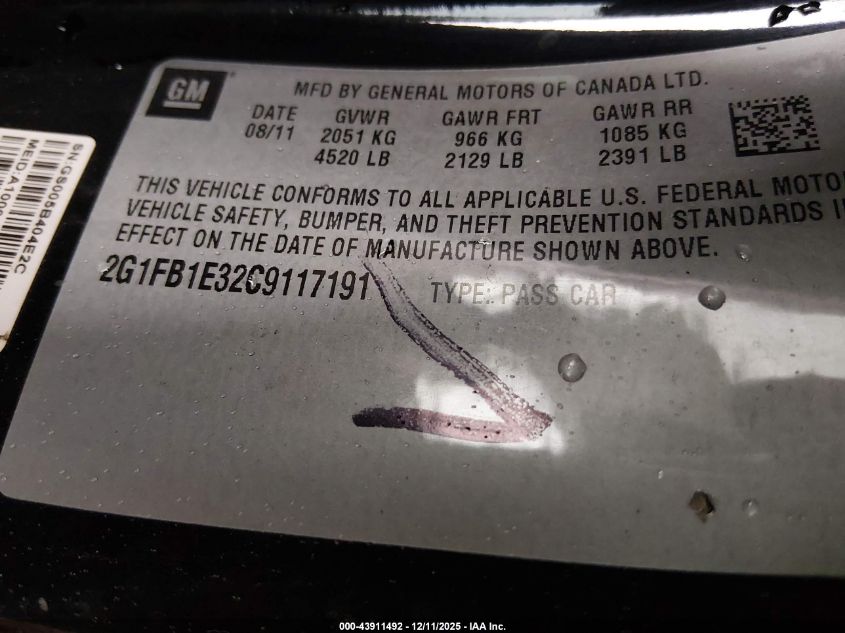 GM
MFD BY GENERAL MOTORS OF CANADA LTD.
DATE GVWR GAWR FRT GAWR RR
08/11 2051 KG 966 KG 1085 KG
4520 LB 2129 LB 2391 LB
THIS VEHICLE CONFORMS TO ALL APPLICABLE U.S. FEDERAL MOTO
VEHICLE SAFETY, BUMPER, AND THEFT PREVENTION STANDARDS I
EFFECT ON THE DATE OF MANUFACTURE SHOWN ABOVE.
2G1FB1E32C9117191 TYPE: PASS CAR
SN:GS005B404E2C
000-43911492 - 12/11/2025 - IAA Inc.